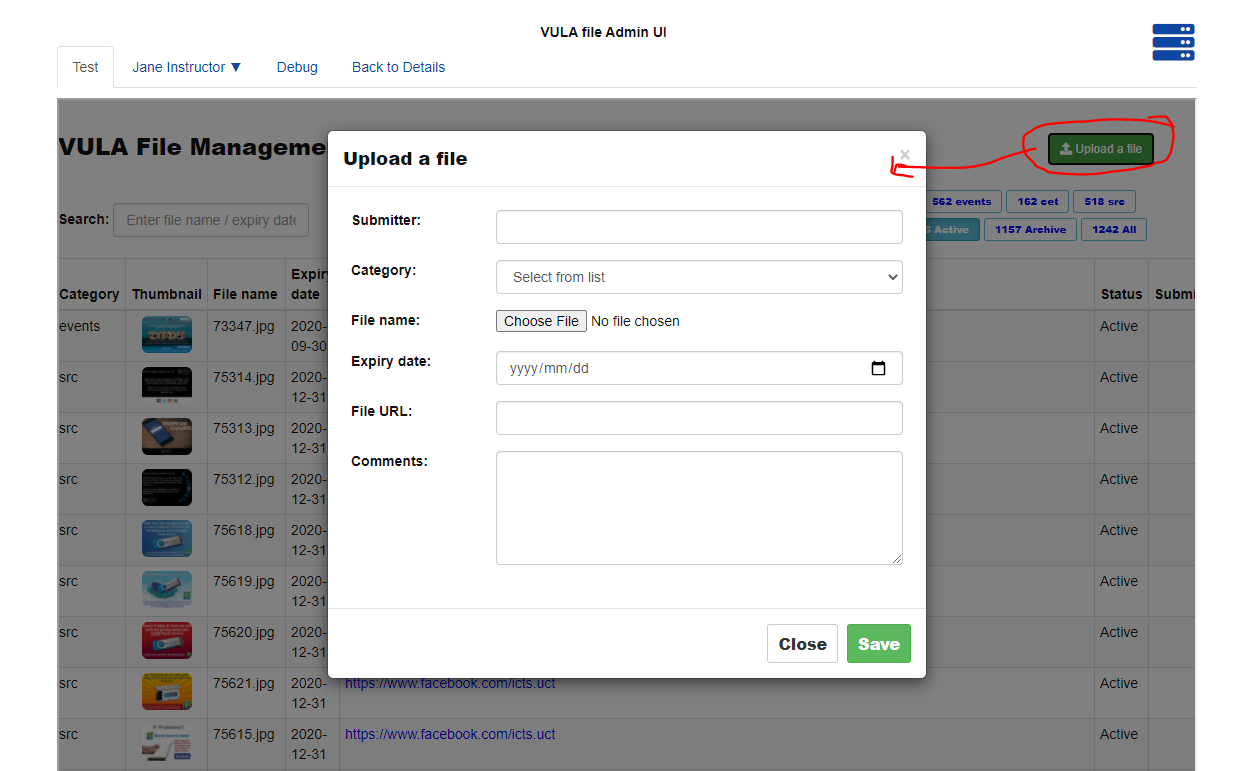 VULA file Admin UI
Test Jane Instructor ▼ Debug Back to Details
VULA File Manageme
Upload a file
Upload a file
×
Search: Enter file name / expiry date
562 events 162 cet 518 src
Active 1157 Archive 1242 All
Submitter:
Category: Select from list
File name: Choose File No file chosen
Expiry date: yyyy/mm/dd
File URL:
Comments:
Close Save
Category Thumbnail File name Expiry date Status Submi
events 73347.jpg 2020-09-30 Active
src 75314.jpg 2020-12-31 Active
src 75313.jpg 2020-12-31 Active
src 75312.jpg 2020-12-31 Active
src 75618.jpg 2020-12-31 Active
src 75619.jpg 2020-12-31 Active
src 75620.jpg 2020-12-31 Active
src 75621.jpg 2020-12-31 https://www.facebook.com/icts.uct Active
src IT Problems? 75615.jpg 2020-12-31 https://www.facebook.com/icts.uct Active